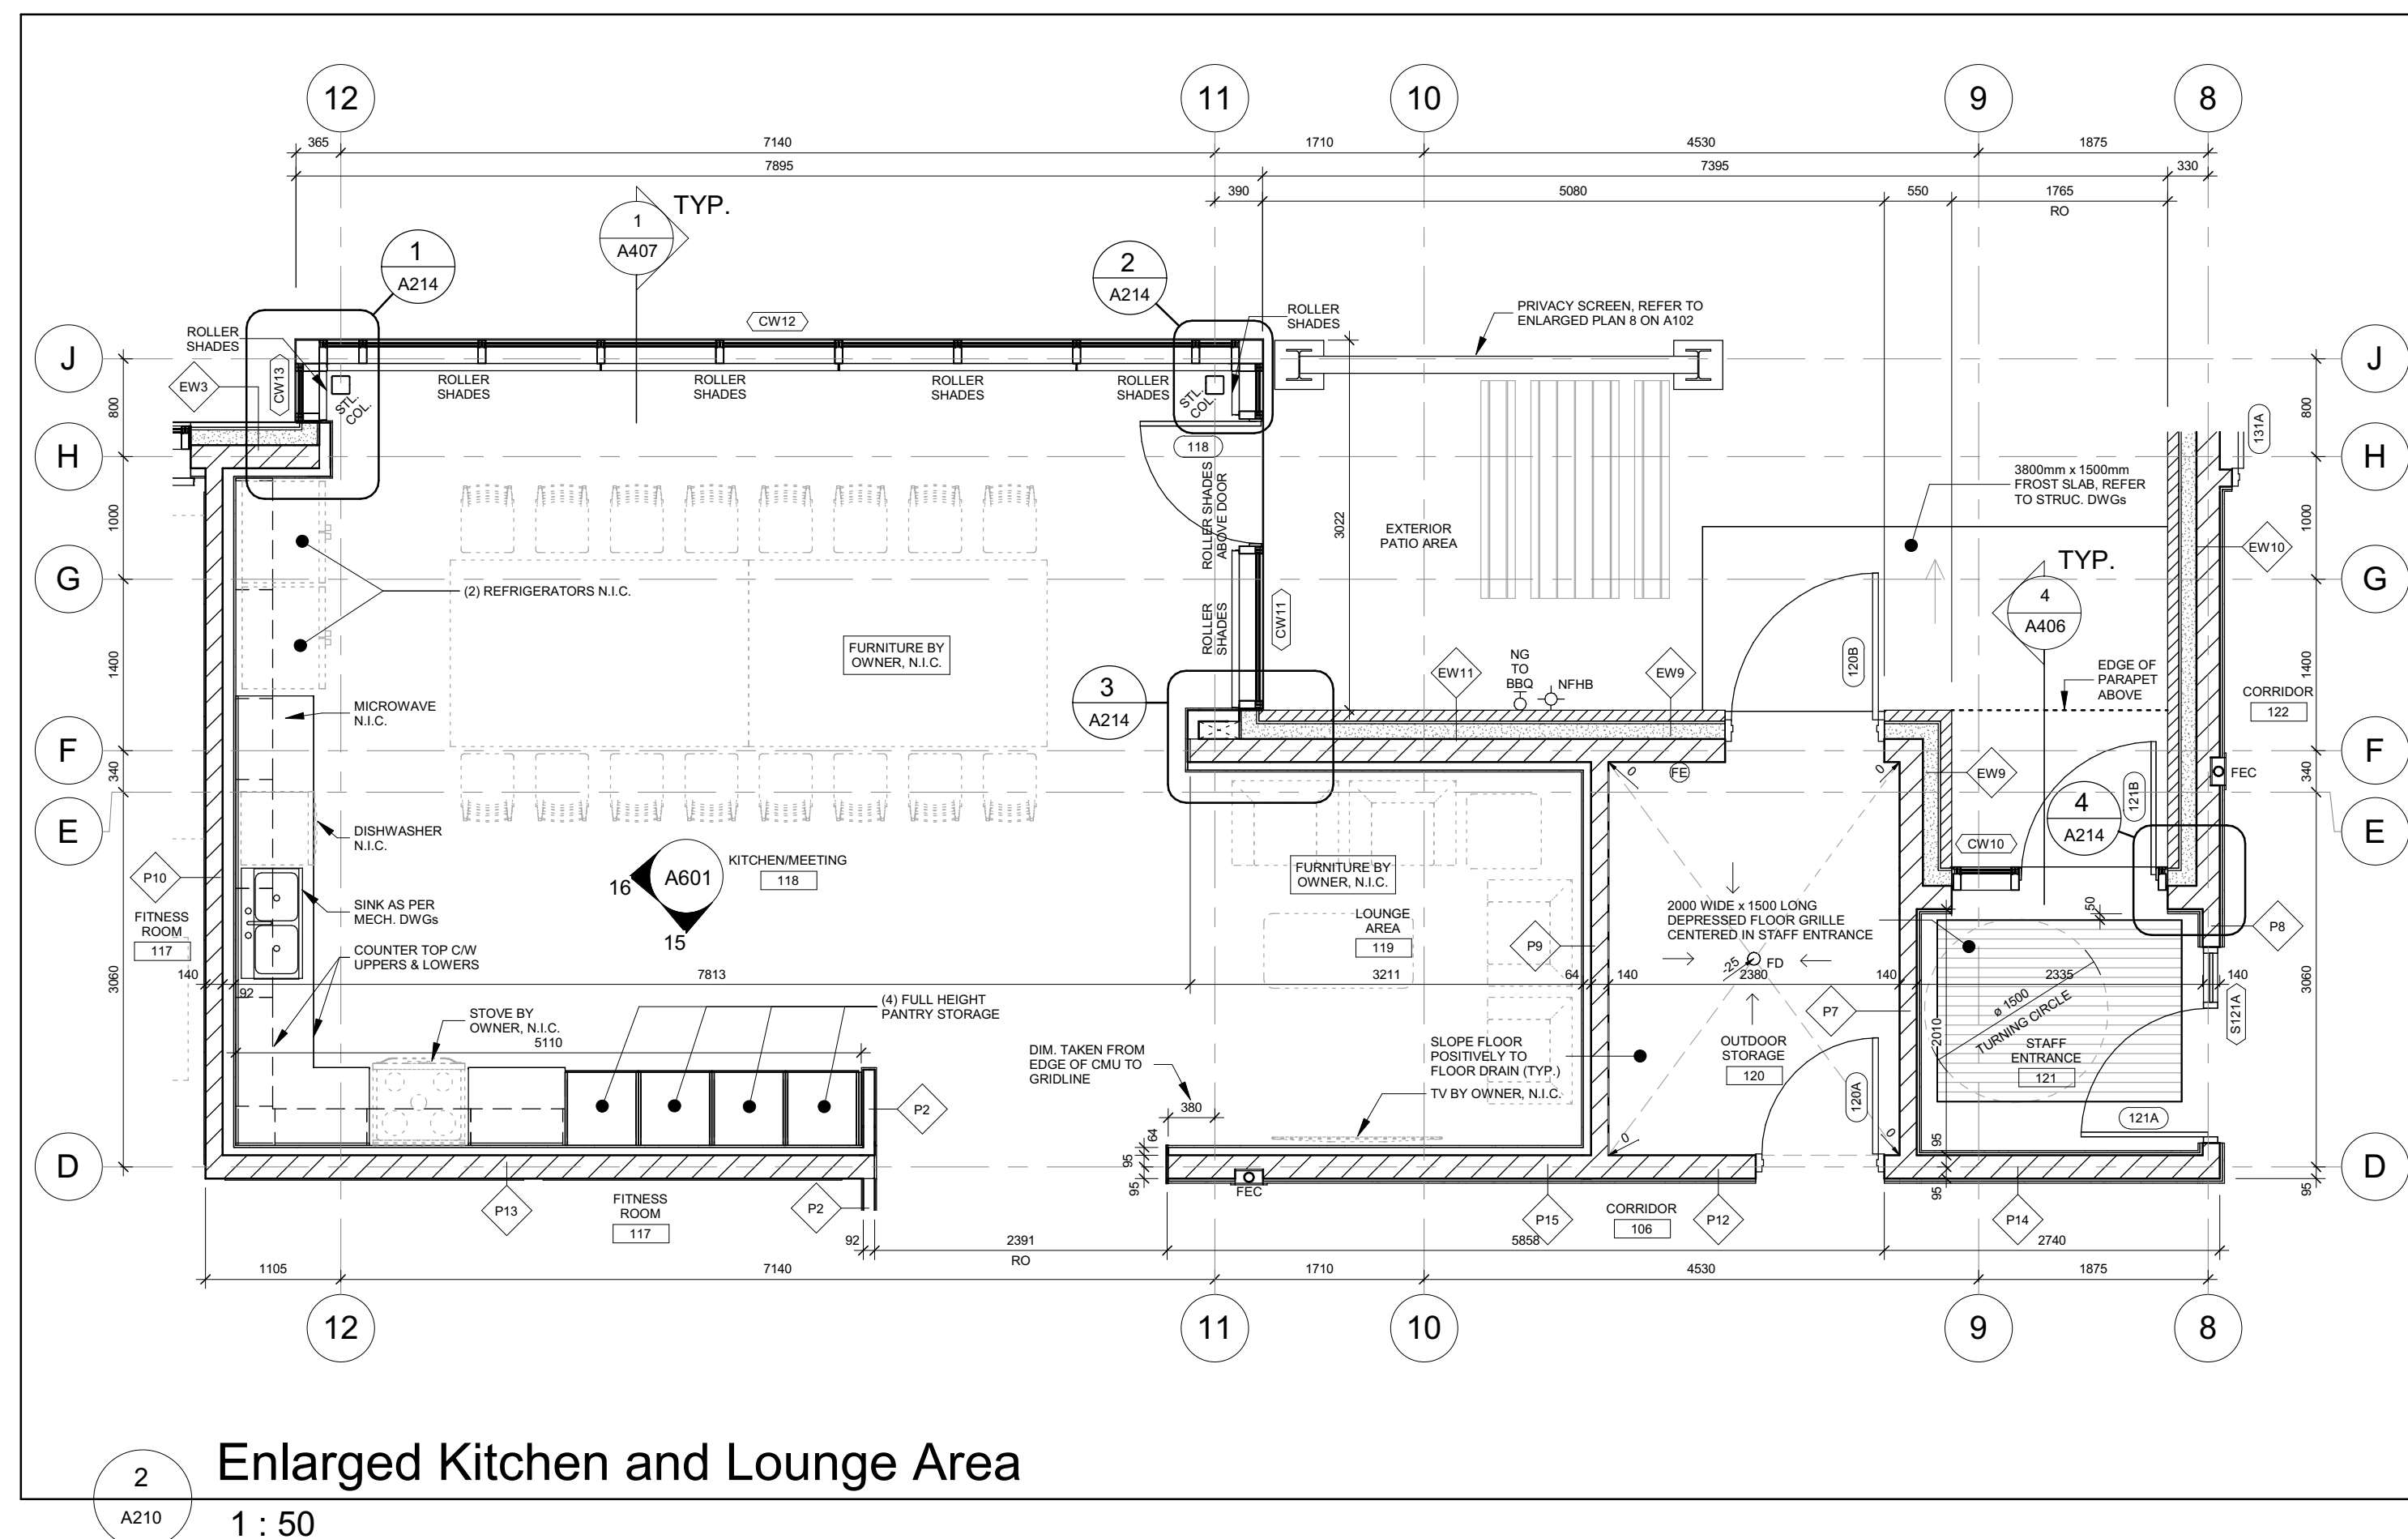 12
11
10
9
8
365
7140
1710
4530
1875
7895
7395
330
390
5080
550
1765
RO
1
A407
TYP.
1
A214
2
A214
ROLLER
SHADES
CW12
ROLLER
SHADES
PRIVACY SCREEN, REFER TO
ENLARGED PLAN 8 ON A102
J
J
EW3
CW13
STL.
COL.
ROLLER
SHADES
ROLLER
SHADES
ROLLER
SHADES
ROLLER
SHADES
STL.
COL.
800
800
131A
H
118
H
ROLLER SHADES
ABOVE DOOR
3022
EXTERIOR
PATIO AREA
3800mm x 1500mm
FROST SLAB, REFER
TO STRUC. DWGs
1000
1000
EW10
TYP.
G
G
(2) REFRIGERATORS N.I.C.
4
A406
ROLLER
SHADES
CW11
FURNITURE BY
OWNER, N.I.C.
NG
TO
BBQ
NFHB
EW11
EW9
120B
EDGE OF
PARAPET
ABOVE
1400
1400
CORRIDOR
122
3
A214
MICROWAVE
N.I.C.
F
F
340
0
FE
0
EW9
FEC
340
121B
4
A214
E
DISHWASHER
N.I.C.
E
CW10
P10
16
A601
15
KITCHEN/MEETING
118
FURNITURE BY
OWNER, N.I.C.
FITNESS
ROOM
117
SINK AS PER
MECH. DWGs
LOUNGE
AREA
119
P9
2000 WIDE x 1500 LONG
DEPRESSED FLOOR GRILLE
CENTERED IN STAFF ENTRANCE
50
P8
COUNTER TOP C/W
UPPERS & LOWERS
-25
FD
140
92
7813
3211
64
140
2380
140
2335
140
3060
3060
(4) FULL HEIGHT
PANTRY STORAGE
STOVE BY
OWNER, N.I.C.
5110
P7
ø 1500
TURNING CIRCLE
2010
S121A
DIM. TAKEN FROM
EDGE OF CMU TO
GRIDLINE
SLOPE FLOOR
POSITIVELY TO
FLOOR DRAIN (TYP.)
OUTDOOR
STORAGE
120
STAFF
ENTRANCE
121
TV BY OWNER, N.I.C.
P2
380
120A
121A
64
0
0
95
D
95
D
95
95
95
FEC
P13
FITNESS
ROOM
117
P2
P15
CORRIDOR
106
P12
P14
92
2391
RO
5858
2740
1105
7140
1710
4530
1875
12
11
10
9
8
2
A210
Enlarged Kitchen and Lounge Area
1 : 50